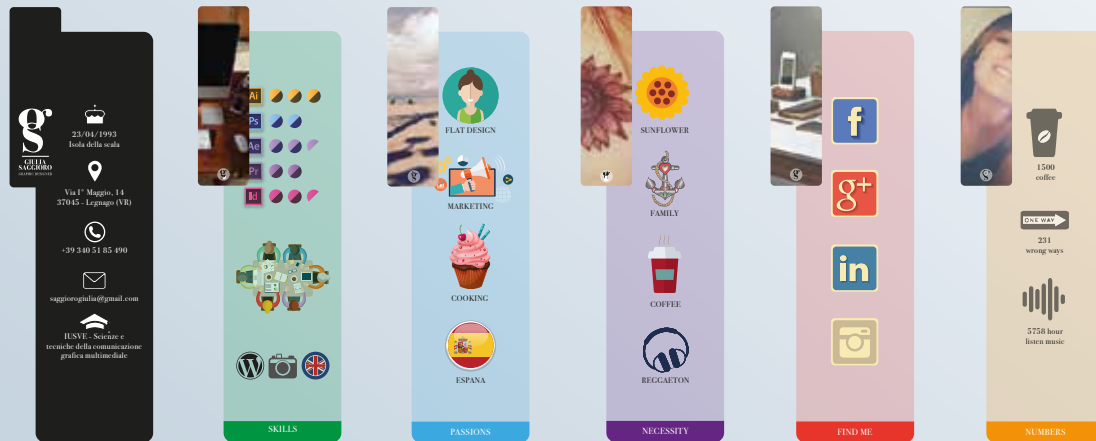 gs
GIULIA
SAGGIORO
GRAPHIC DESIGNER
23/04/1993
Isola della scala
Via I° Maggio, 14
37045 - Legnago (VR)
+39 340 51 85 490
saggiorogiulia@gmail.com
IUSVE - Scienze e
tecniche della comunicazione
grafica multimediale
Ai
Ps
Ae
Pr
Id
W
SKILLS
FLAT DESIGN
MARKETING
COOKING
ESPANA
PASSIONS
SUNFLOWER
FAMILY
COFFEE
REGGAETON
NECESSITY
f
g+
in
FIND ME
1500
coffee
ONE WAY
231
wrong ways
5758 hour
listen music
NUMBERS